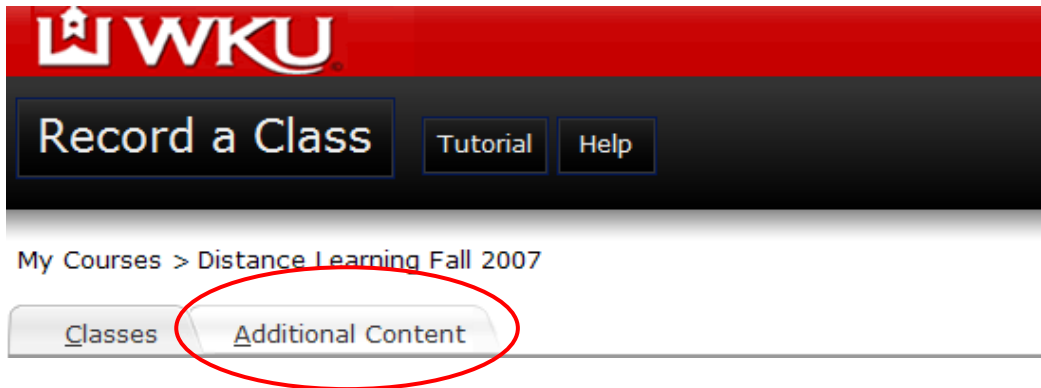 WKU
Record a Class Tutorial Help
My Courses > Distance Learning Fall 2007
Classes Additional Content